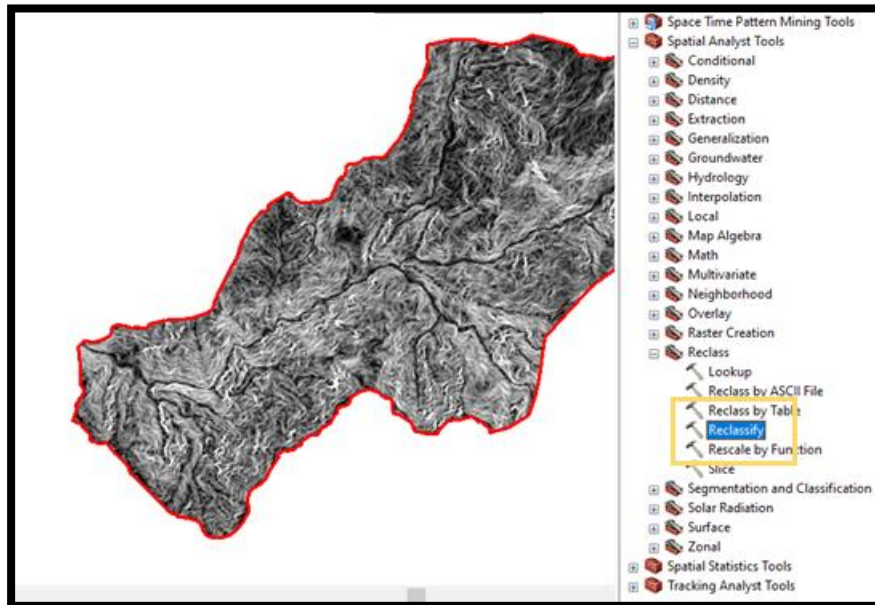 Space Time Pattern Mining Tools
Spatial Analyst Tools
Conditional
Density
Distance
Extraction
Generalization
Groundwater
Hydrology
Interpolation
Local
Map Algebra
Math
Multivariate
Neighborhood
Overlay
Raster Creation
Reclass
Lookup
Reclass by ASCII File
Reclass by Table
Reclassify
Rescale by Function
Slice
Segmentation and Classification
Solar Radiation
Surface
Zonal
Spatial Statistics Tools
Tracking Analyst Tools